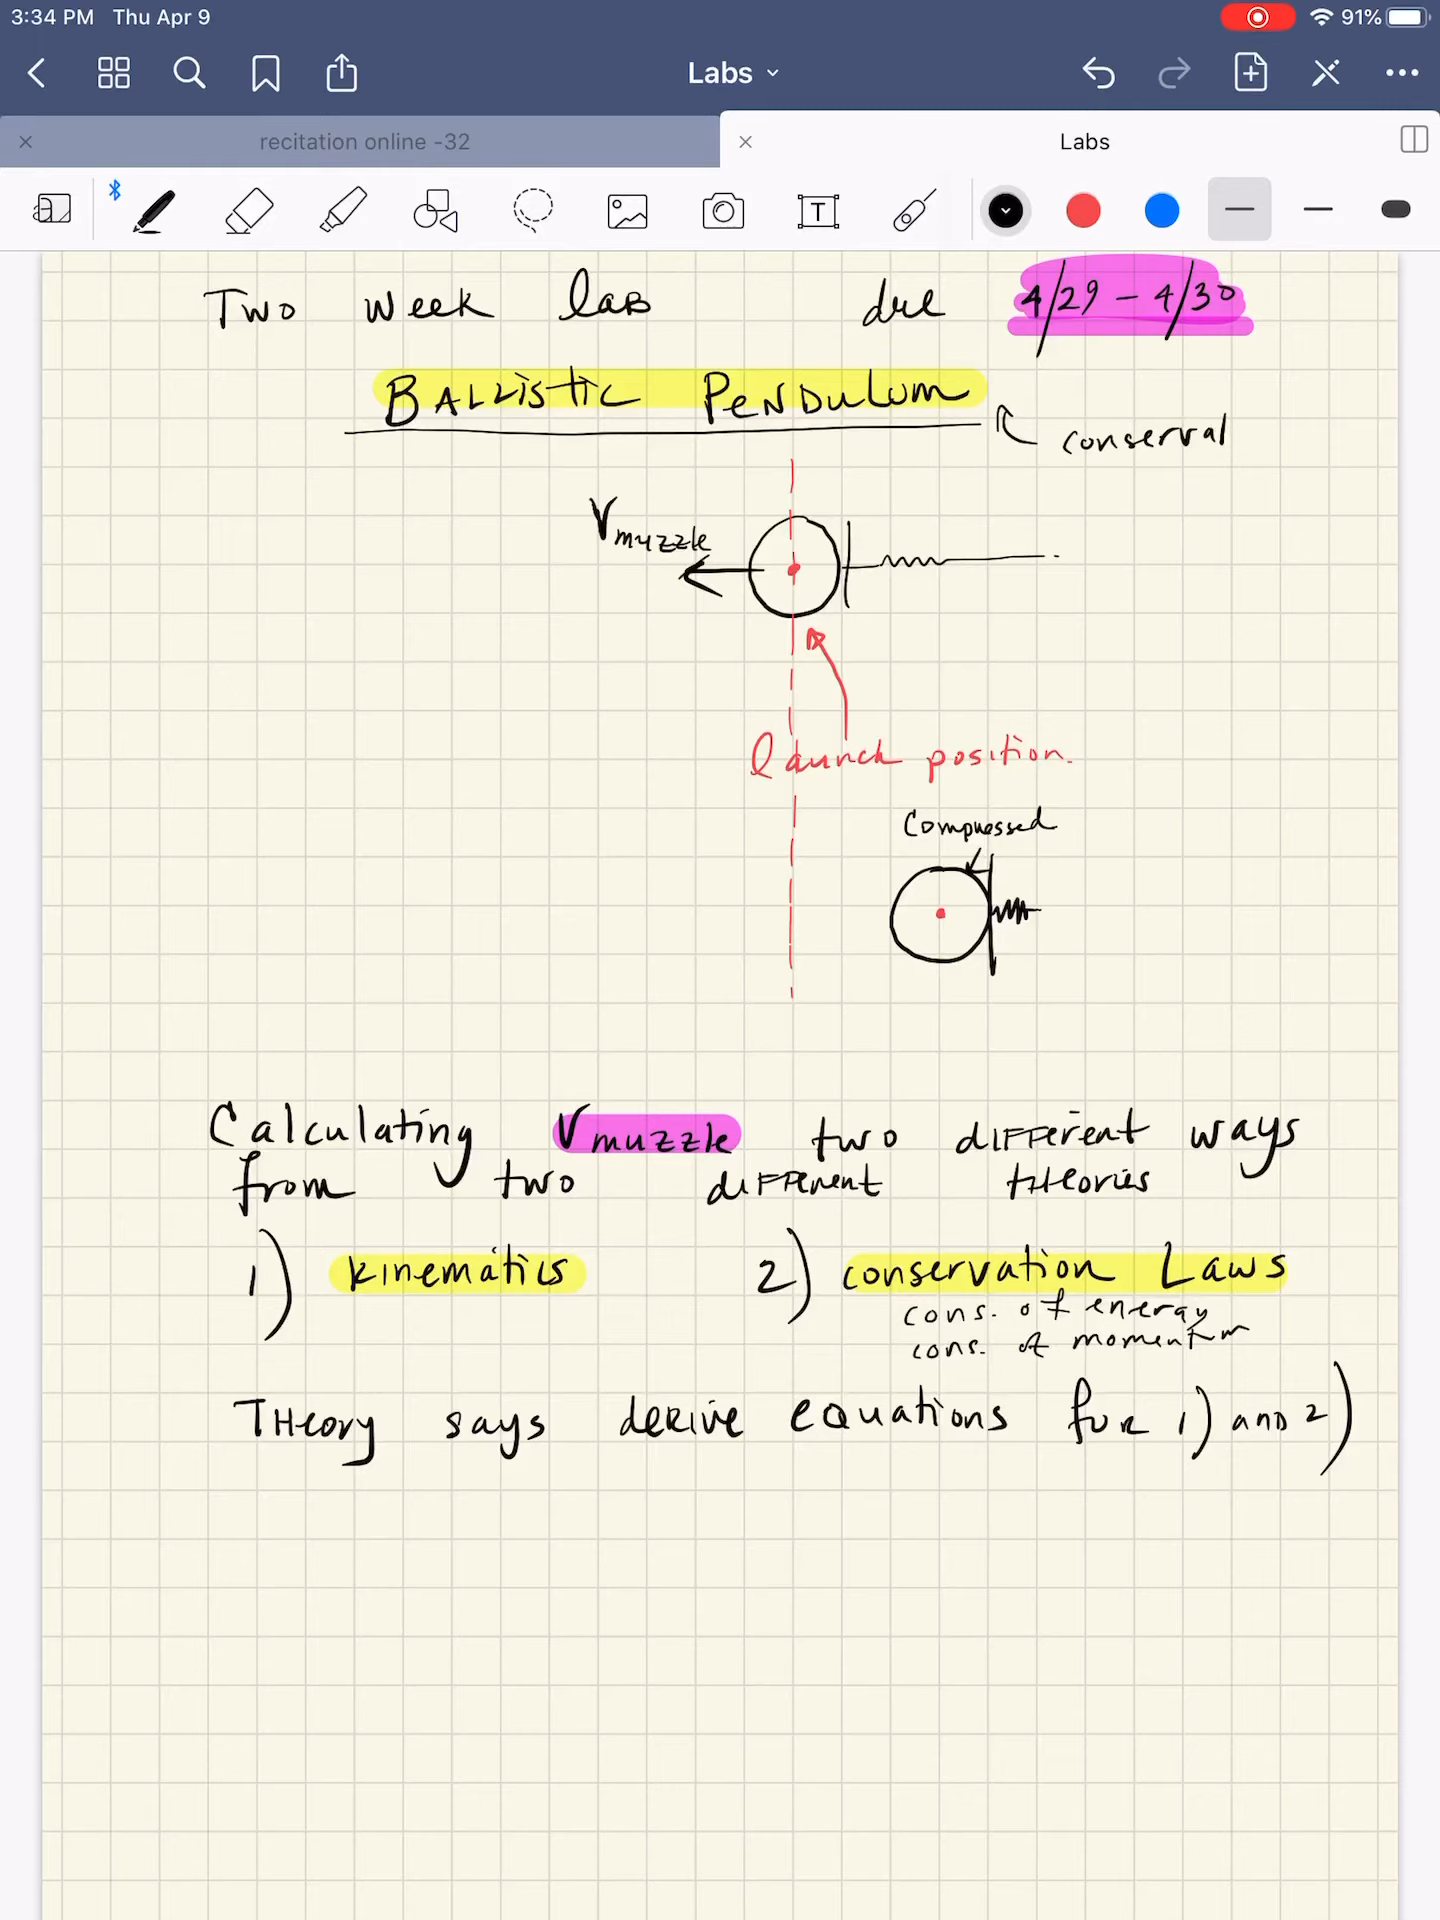 3:34 PM Thu Apr 9 91%
Labs
recitation online -32 Labs
Two week lab due 4/29 - 4/30
Ballistic Pendulum
conserval
Vmuzzle
launch position.
Compressed
Calculating Vmuzzle two different ways
from two different theories
1) kinematics 2) conservation Laws
cons. of energy
cons. of momentum
Theory says derive equations for 1) and 2)